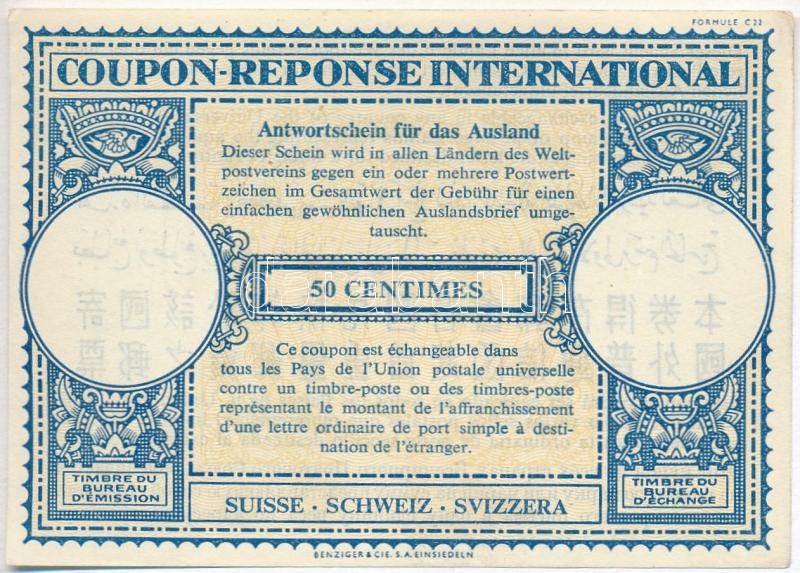 FORMULE C 22
COUPON-REPONSE INTERNATIONAL
Antwortschein für das Ausland
Dieser Schein wird in allen Ländern des Welt-
postvereins gegen ein oder mehrere Postwert-
zeichen im Gesamtwert der Gebühr für einen
einfachen gewöhnlichen Auslandsbrief umge-
tauscht.
50 CENTIMES
Ce coupon est échangeable dans
tous les Pays de l'Union postale universelle
contre un timbre-poste ou des timbres-poste
représentant le montant de l'affranchissement
d'une lettre ordinaire de port simple à desti-
nation de l'étranger.
TIMBRE DU
BUREAU
D'ÉMISSION
TIMBRE DU
BUREAU
D'ÉCHANGE
SUISSE · SCHWEIZ · SVIZZERA
BENZIGER & CIE. S.A. EINSIEDELN
darabanth